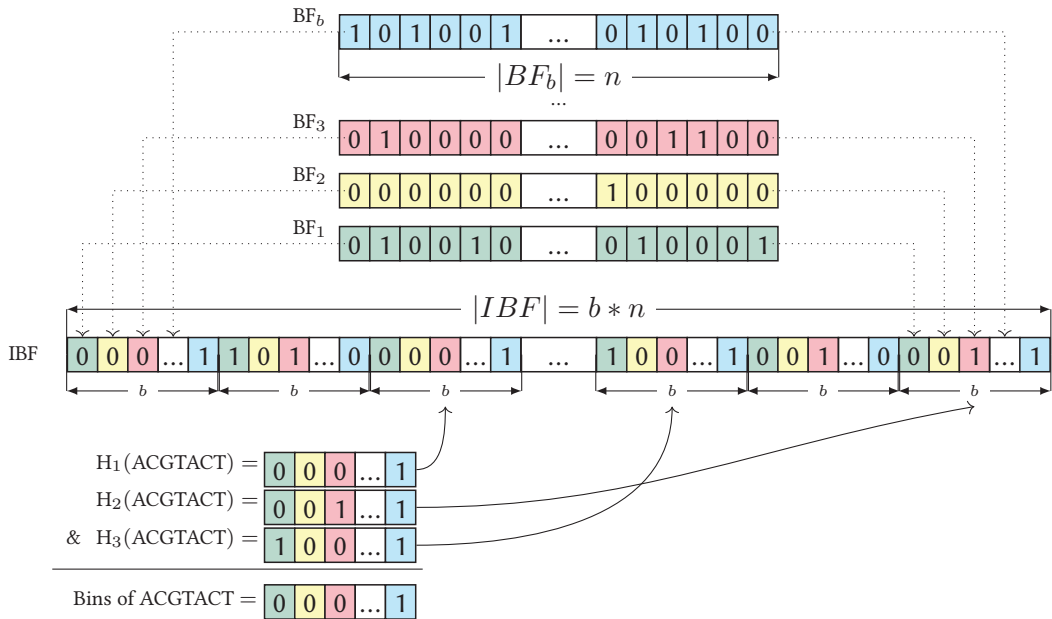 BF_b 1 0 1 0 0 1 ... 0 1 0 1 0 0
|BF_b| = n
...
BF_3 0 1 0 0 0 0 ... 0 0 1 1 0 0
BF_2 0 0 0 0 0 0 ... 1 0 0 0 0 0
BF_1 0 1 0 0 1 0 ... 0 1 0 0 0 1
|IBF| = b * n
IBF 0 0 0 ... 1 1 0 1 ... 0 0 0 0 ... 1 ... 1 0 0 ... 1 0 0 1 ... 0 0 0 1 ... 1
b b b b b b
H_1(ACGTACT) = 0 0 0 ... 1
H_2(ACGTACT) = 0 0 1 ... 1
& H_3(ACGTACT) = 1 0 0 ... 1
Bins of ACGTACT = 0 0 0 ... 1